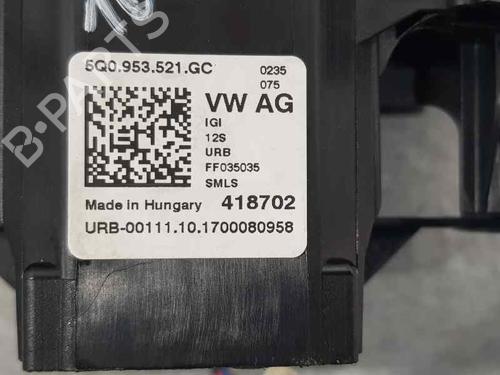 5Q0.953.521.GC 0235
075
VW AG
IGI
12S
URB
FF035035
SMLS
Made in Hungary 418702
URB-00111.10.1700080958
B-PARTS